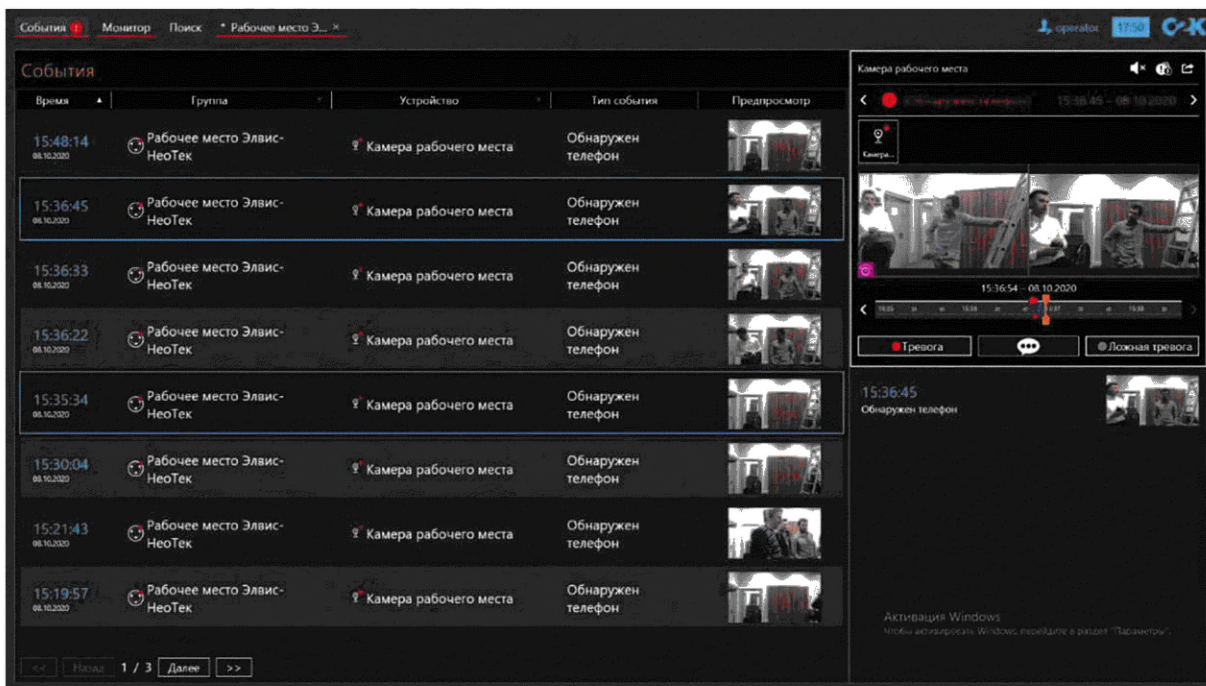 События
Монитор
Поиск
* Рабочее место Э... ×
operator
17:50
События
Время
Группа
Устройство
Тип события
Предпросмотр
15:48:14
08.10.2020
Рабочее место Элвис-
НеоТек
Камера рабочего места
Обнаружен
телефон
15:36:45
08.10.2020
Рабочее место Элвис-
НеоТек
Камера рабочего места
Обнаружен
телефон
15:36:33
08.10.2020
Рабочее место Элвис-
НеоТек
Камера рабочего места
Обнаружен
телефон
15:36:22
08.10.2020
Рабочее место Элвис-
НеоТек
Камера рабочего места
Обнаружен
телефон
15:35:34
08.10.2020
Рабочее место Элвис-
НеоТек
Камера рабочего места
Обнаружен
телефон
15:30:04
08.10.2020
Рабочее место Элвис-
НеоТек
Камера рабочего места
Обнаружен
телефон
15:21:43
08.10.2020
Рабочее место Элвис-
НеоТек
Камера рабочего места
Обнаружен
телефон
15:19:57
08.10.2020
Рабочее место Элвис-
НеоТек
Камера рабочего места
Обнаружен
телефон
<< Назад 1 / 3 Далее >>
Камера рабочего места
15:36:45 – 08.10.2020
Камера...
15:36:54 – 08.10.2020
Тревога
Ложная тревога
15:36:45
Обнаружен телефон
Активация Windows
Чтобы активировать Windows, перейдите в раздел "Параметры".